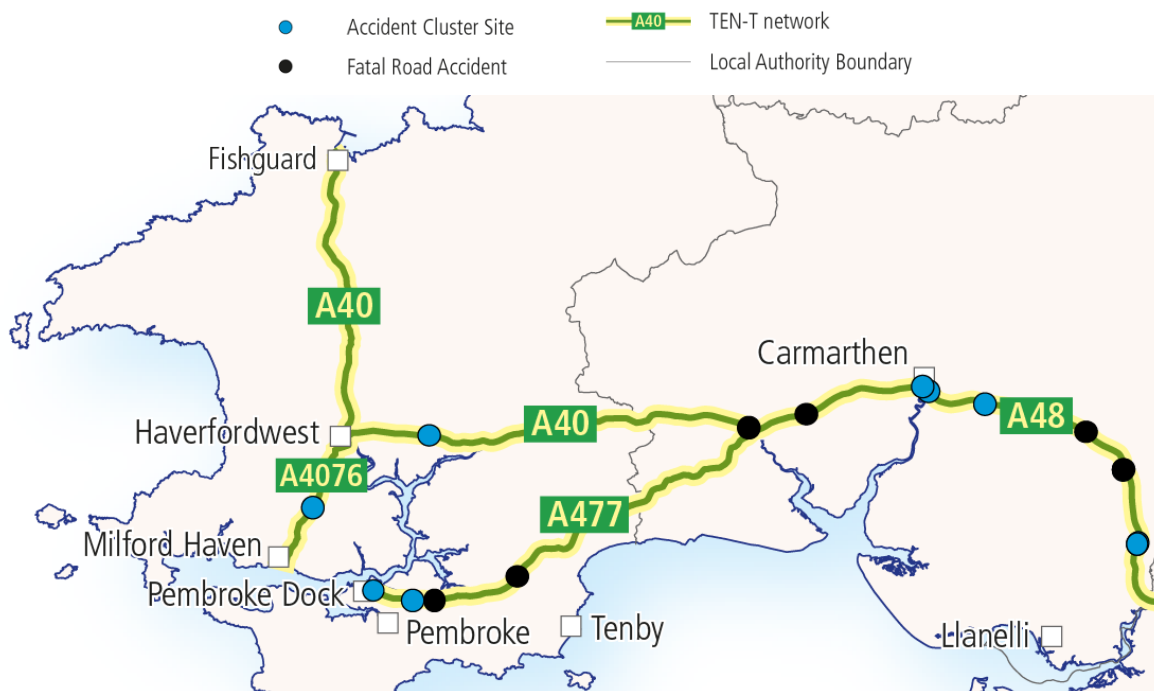 Accident Cluster Site
A40 TEN-T network
Fatal Road Accident
Local Authority Boundary
Fishguard
A40
Carmarthen
Haverfordwest
A40
A48
A4076
A477
Milford Haven
Pembroke Dock
Pembroke
Tenby
Llanelli